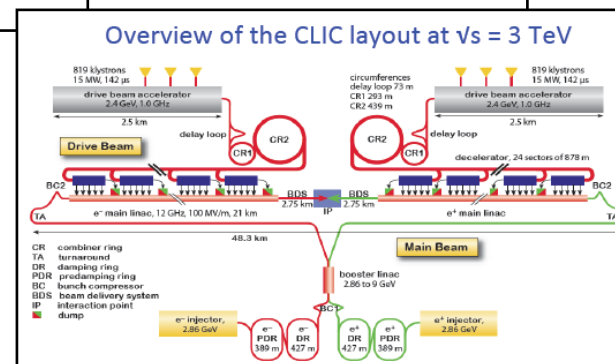 Overview of the CLIC layout at √s = 3 TeV
819 klystrons
15 MW, 142 μs
drive beam accelerator
2.4 GeV, 1.0 GHz
2.5 km
delay loop
CR2
CR1
circumferences
delay loop 73 m
CR1 293 m
CR2 439 m
819 klystrons
15 MW, 142 μs
drive beam accelerator
2.4 GeV, 1.0 GHz
2.5 km
delay loop
CR2
CR1
Drive Beam
decelerator, 24 sectors of 878 m
BC2
BDS
2.75 km
IP
BDS
2.75 km
BC2
TA
e⁻ main linac, 12 GHz, 100 MV/m, 21 km
e⁺ main linac
TA
48.3 km
Main Beam
CR combiner ring
TA turnaround
DR damping ring
PDR predamping ring
BC bunch compressor
BDS beam delivery system
IP interaction point
dump
booster linac
2.86 to 9 GeV
BC1
e⁻ injector,
2.86 GeV
e⁻
PDR
389 m
e⁻
DR
427 m
e⁺
DR
427 m
e⁺
PDR
389 m
e⁺ injector,
2.86 GeV